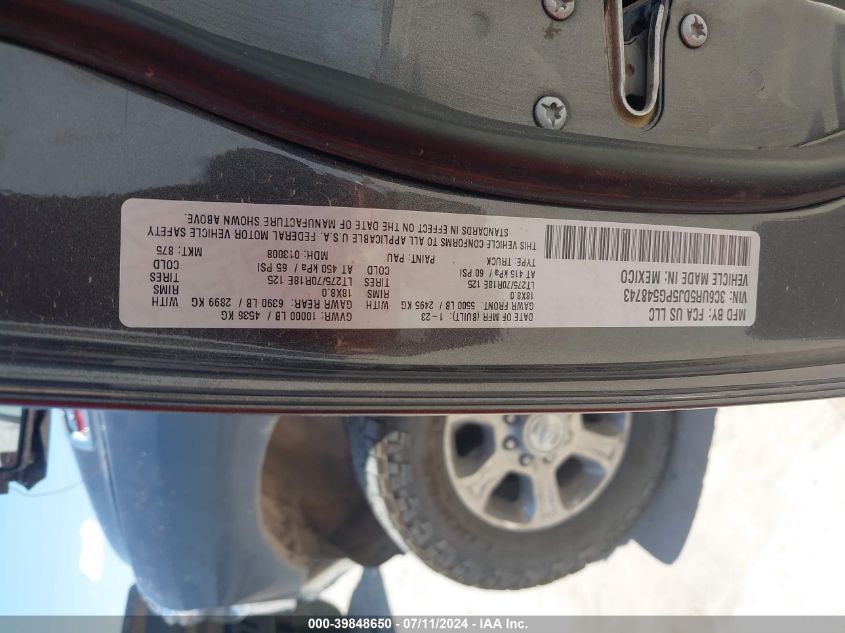 MFD BY: FCA US LLC
DATE OF MFR (BUILT): 1-23
GVWR: 10000 LB / 4536 KG
GAWR FRONT: 5500 LB / 2495 KG
WITH
18X8.0
RIMS
LT275/70R18E 125
TIRES
AT 415 kPa / 60 PSI
COLD
GAWR REAR: 6390 LB / 2899 KG
WITH
18X8.0
RIMS
LT275/70R18E 125
TIRES
AT 450 kPa / 65 PSI
COLD
VIN: 3C6UR5DJ5PG548743
TYPE: TRUCK
PAINT: PAU
MDH: 013008
MKT: 875
VEHICLE MADE IN: MEXICO
THIS VEHICLE CONFORMS TO ALL APPLICABLE U.S.A. FEDERAL MOTOR VEHICLE SAFETY
STANDARDS IN EFFECT ON THE DATE OF MANUFACTURE SHOWN ABOVE.
000-39848650 - 07/11/2024 - IAA Inc.